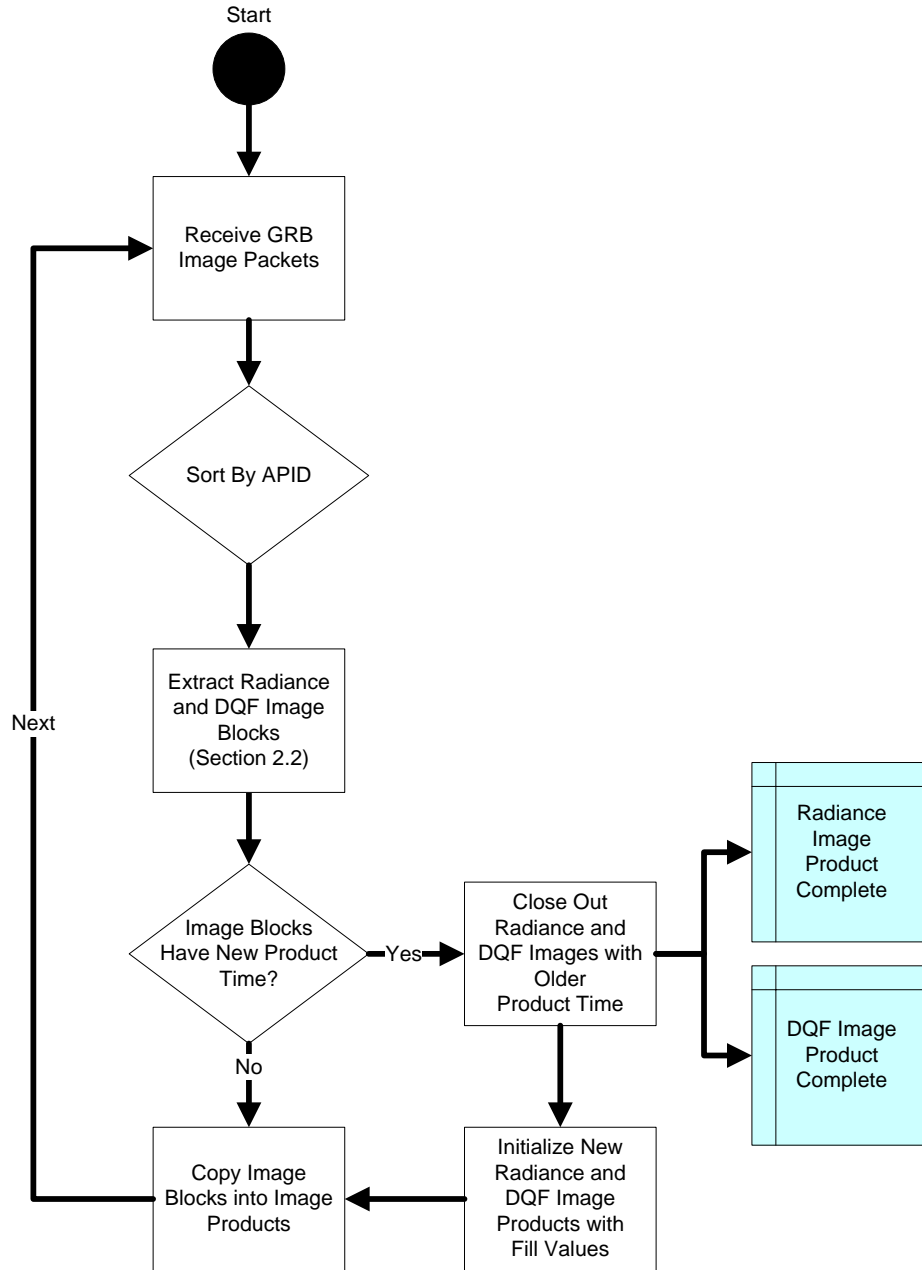 Start
Receive GRB
Image Packets
Sort By APID
Extract Radiance
and DQF Image
Blocks
(Section 2.2)
Next
Image Blocks
Have New Product
Time?
Yes
Close Out
Radiance and
DQF Images with
Older
Product Time
Radiance
Image
Product
Complete
DQF Image
Product
Complete
No
Copy Image
Blocks into Image
Products
Initialize New
Radiance and
DQF Image
Products with
Fill Values